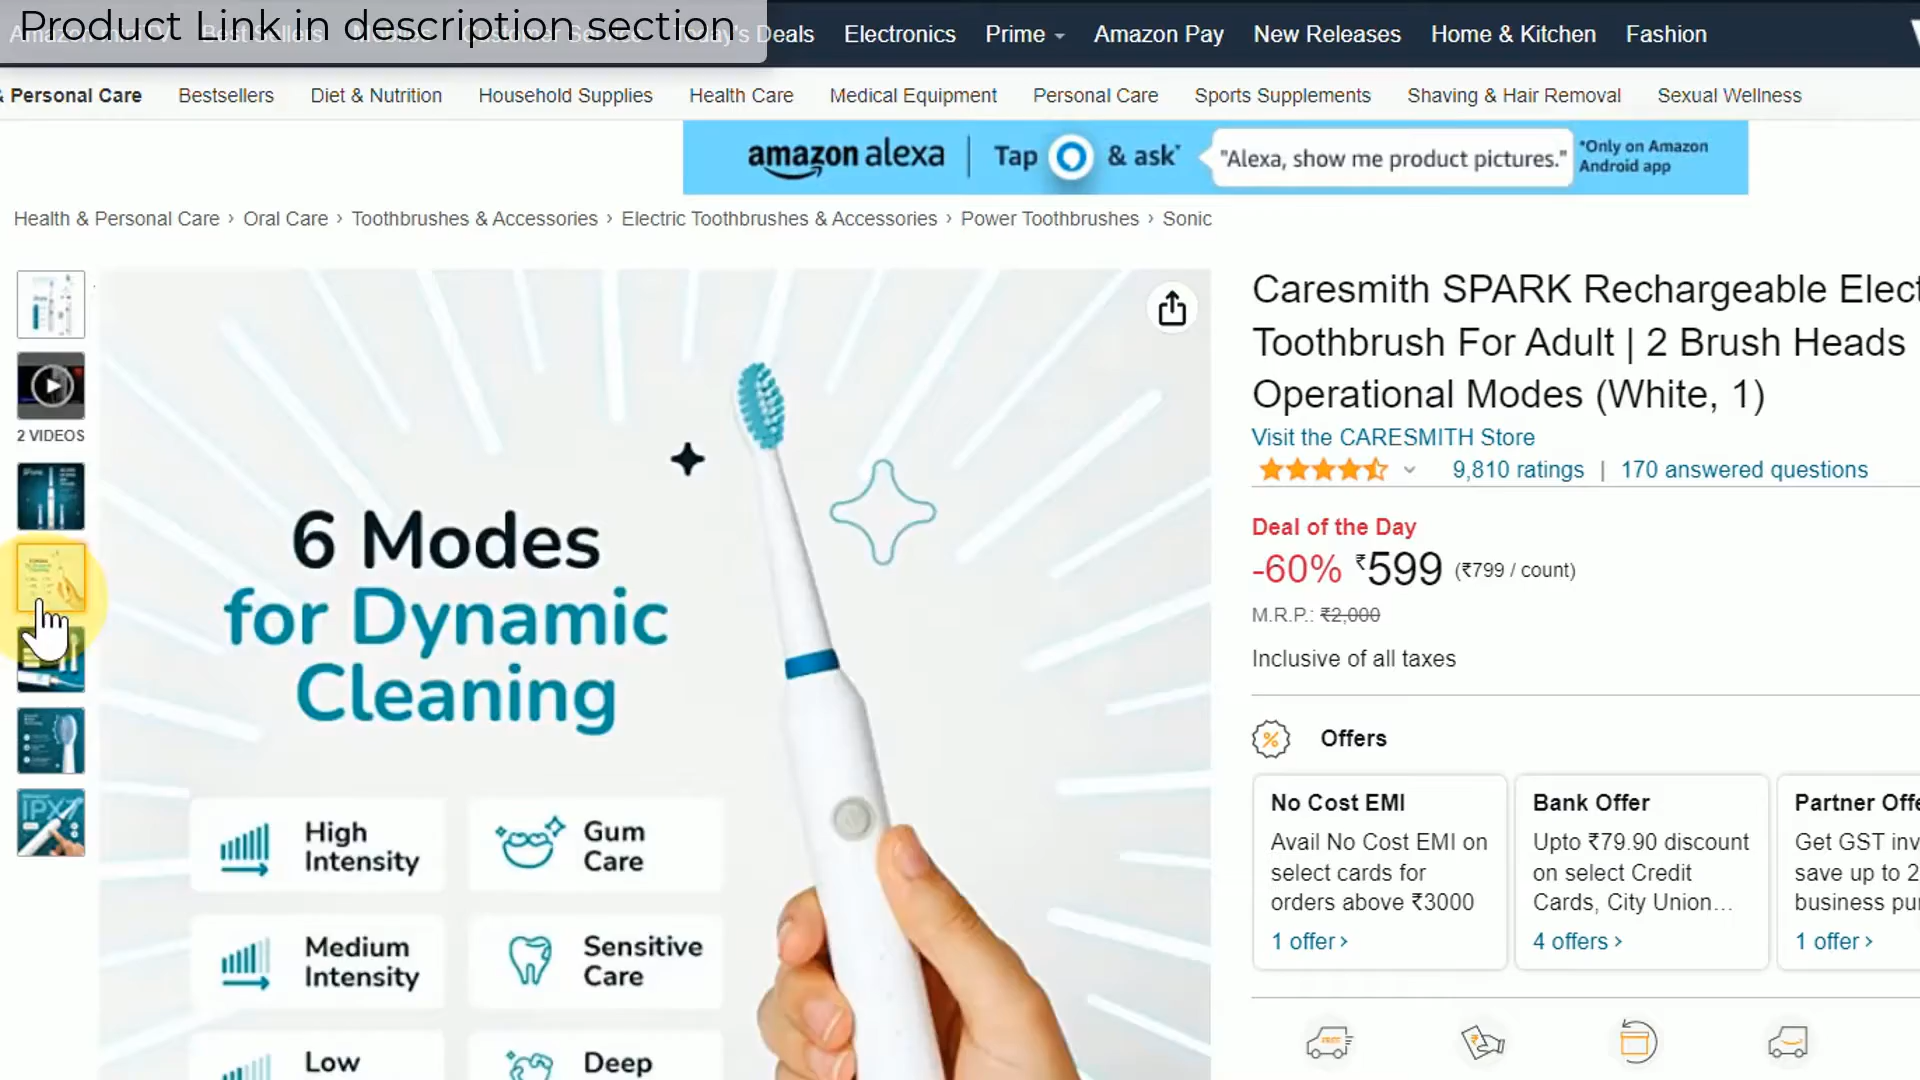 Product Link in description section
Deals Electronics Prime Amazon Pay New Releases Home & Kitchen Fashion
& Personal Care Bestsellers Diet & Nutrition Household Supplies Health Care Medical Equipment Personal Care Sports Supplements Shaving & Hair Removal Sexual Wellness
amazon alexa | Tap & ask* "Alexa, show me product pictures." *Only on Amazon
Android app
Health & Personal Care › Oral Care › Toothbrushes & Accessories › Electric Toothbrushes & Accessories › Power Toothbrushes › Sonic
2 VIDEOS
IPX7
6 Modes
for Dynamic
Cleaning
High
Intensity
Gum
Care
Medium
Intensity
Sensitive
Care
Low
Deep
Caresmith SPARK Rechargeable Elect
Toothbrush For Adult | 2 Brush Heads
Operational Modes (White, 1)
Visit the CARESMITH Store
9,810 ratings | 170 answered questions
Deal of the Day
-60% ₹599 (₹799 / count)
M.R.P.: ₹2,000
Inclusive of all taxes
Offers
No Cost EMI
Avail No Cost EMI on
select cards for
orders above ₹3000
1 offer ›
Bank Offer
Upto ₹79.90 discount
on select Credit
Cards, City Union…
4 offers ›
Partner Offe
Get GST inv
save up to 2
business pu
1 offer ›